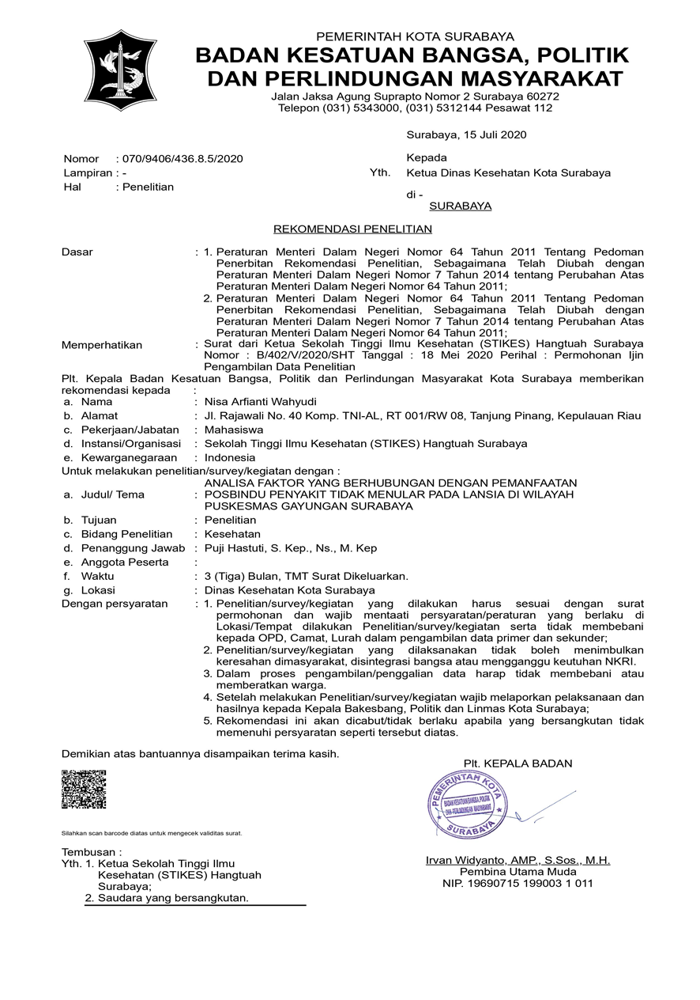 PEMERINTAH KOTA SURABAYA
BADAN KESATUAN BANGSA, POLITIK
DAN PERLINDUNGAN MASYARAKAT
Jalan Jaksa Agung Suprapto Nomor 2 Surabaya 60272
Telepon (031) 5343000, (031) 5312144 Pesawat 112
Surabaya, 15 Juli 2020
Nomor : 070/9406/436.8.5/2020
Lampiran : -
Hal : Penelitian
Kepada
Yth. Ketua Dinas Kesehatan Kota Surabaya
di -
SURABAYA
REKOMENDASI PENELITIAN
Dasar : 1. Peraturan Menteri Dalam Negeri Nomor 64 Tahun 2011 Tentang Pedoman
Penerbitan Rekomendasi Penelitian, Sebagaimana Telah Diubah dengan
Peraturan Menteri Dalam Negeri Nomor 7 Tahun 2014 tentang Perubahan Atas
Peraturan Menteri Dalam Negeri Nomor 64 Tahun 2011;
2. Peraturan Menteri Dalam Negeri Nomor 64 Tahun 2011 Tentang Pedoman
Penerbitan Rekomendasi Penelitian, Sebagaimana Telah Diubah dengan
Peraturan Menteri Dalam Negeri Nomor 7 Tahun 2014 tentang Perubahan Atas
Peraturan Menteri Dalam Negeri Nomor 64 Tahun 2011;
Memperhatikan : Surat dari Ketua Sekolah Tinggi Ilmu Kesehatan (STIKES) Hangtuah Surabaya
Nomor : B/402/V/2020/SHT Tanggal : 18 Mei 2020 Perihal : Permohonan Ijin
Pengambilan Data Penelitian
Plt. Kepala Badan Kesatuan Bangsa, Politik dan Perlindungan Masyarakat Kota Surabaya memberikan
rekomendasi kepada :
a. Nama : Nisa Arfianti Wahyudi
b. Alamat : Jl. Rajawali No. 40 Komp. TNI-AL, RT 001/RW 08, Tanjung Pinang, Kepulauan Riau
c. Pekerjaan/Jabatan : Mahasiswa
d. Instansi/Organisasi : Sekolah Tinggi Ilmu Kesehatan (STIKES) Hangtuah Surabaya
e. Kewarganegaraan : Indonesia
Untuk melakukan penelitian/survey/kegiatan dengan :
ANALISA FAKTOR YANG BERHUBUNGAN DENGAN PEMANFAATAN
a. Judul/ Tema : POSBINDU PENYAKIT TIDAK MENULAR PADA LANSIA DI WILAYAH
PUSKESMAS GAYUNGAN SURABAYA
b. Tujuan : Penelitian
c. Bidang Penelitian : Kesehatan
d. Penanggung Jawab : Puji Hastuti, S. Kep., Ns., M. Kep
e. Anggota Peserta :
f. Waktu : 3 (Tiga) Bulan, TMT Surat Dikeluarkan.
g. Lokasi : Dinas Kesehatan Kota Surabaya
Dengan persyaratan : 1. Penelitian/survey/kegiatan yang dilakukan harus sesuai dengan surat
permohonan dan wajib mentaati persyaratan/peraturan yang berlaku di
Lokasi/Tempat dilakukan Penelitian/survey/kegiatan serta tidak membebani
kepada OPD, Camat, Lurah dalam pengambilan data primer dan sekunder;
2. Penelitian/survey/kegiatan yang dilaksanakan tidak boleh menimbulkan
keresahan dimasyarakat, disintegrasi bangsa atau mengganggu keutuhan NKRI.
3. Dalam proses pengambilan/penggalian data harap tidak membebani atau
memberatkan warga.
4. Setelah melakukan Penelitian/survey/kegiatan wajib melaporkan pelaksanaan dan
hasilnya kepada Kepala Bakesbang, Politik dan Linmas Kota Surabaya;
5. Rekomendasi ini akan dicabut/tidak berlaku apabila yang bersangkutan tidak
memenuhi persyaratan seperti tersebut diatas.
Demikian atas bantuannya disampaikan terima kasih.
Plt. KEPALA BADAN
PEMERINTAH KOTA
BADAN KESATUAN BANGSA, POLITIK
DAN PERLINDUNGAN MASYARAKAT
SURABAYA
Silahkan scan barcode diatas untuk mengecek validitas surat.
Irvan Widyanto, AMP., S.Sos., M.H.
Pembina Utama Muda
NIP. 19690715 199003 1 011
Tembusan :
Yth. 1. Ketua Sekolah Tinggi Ilmu
Kesehatan (STIKES) Hangtuah
Surabaya;
2. Saudara yang bersangkutan.